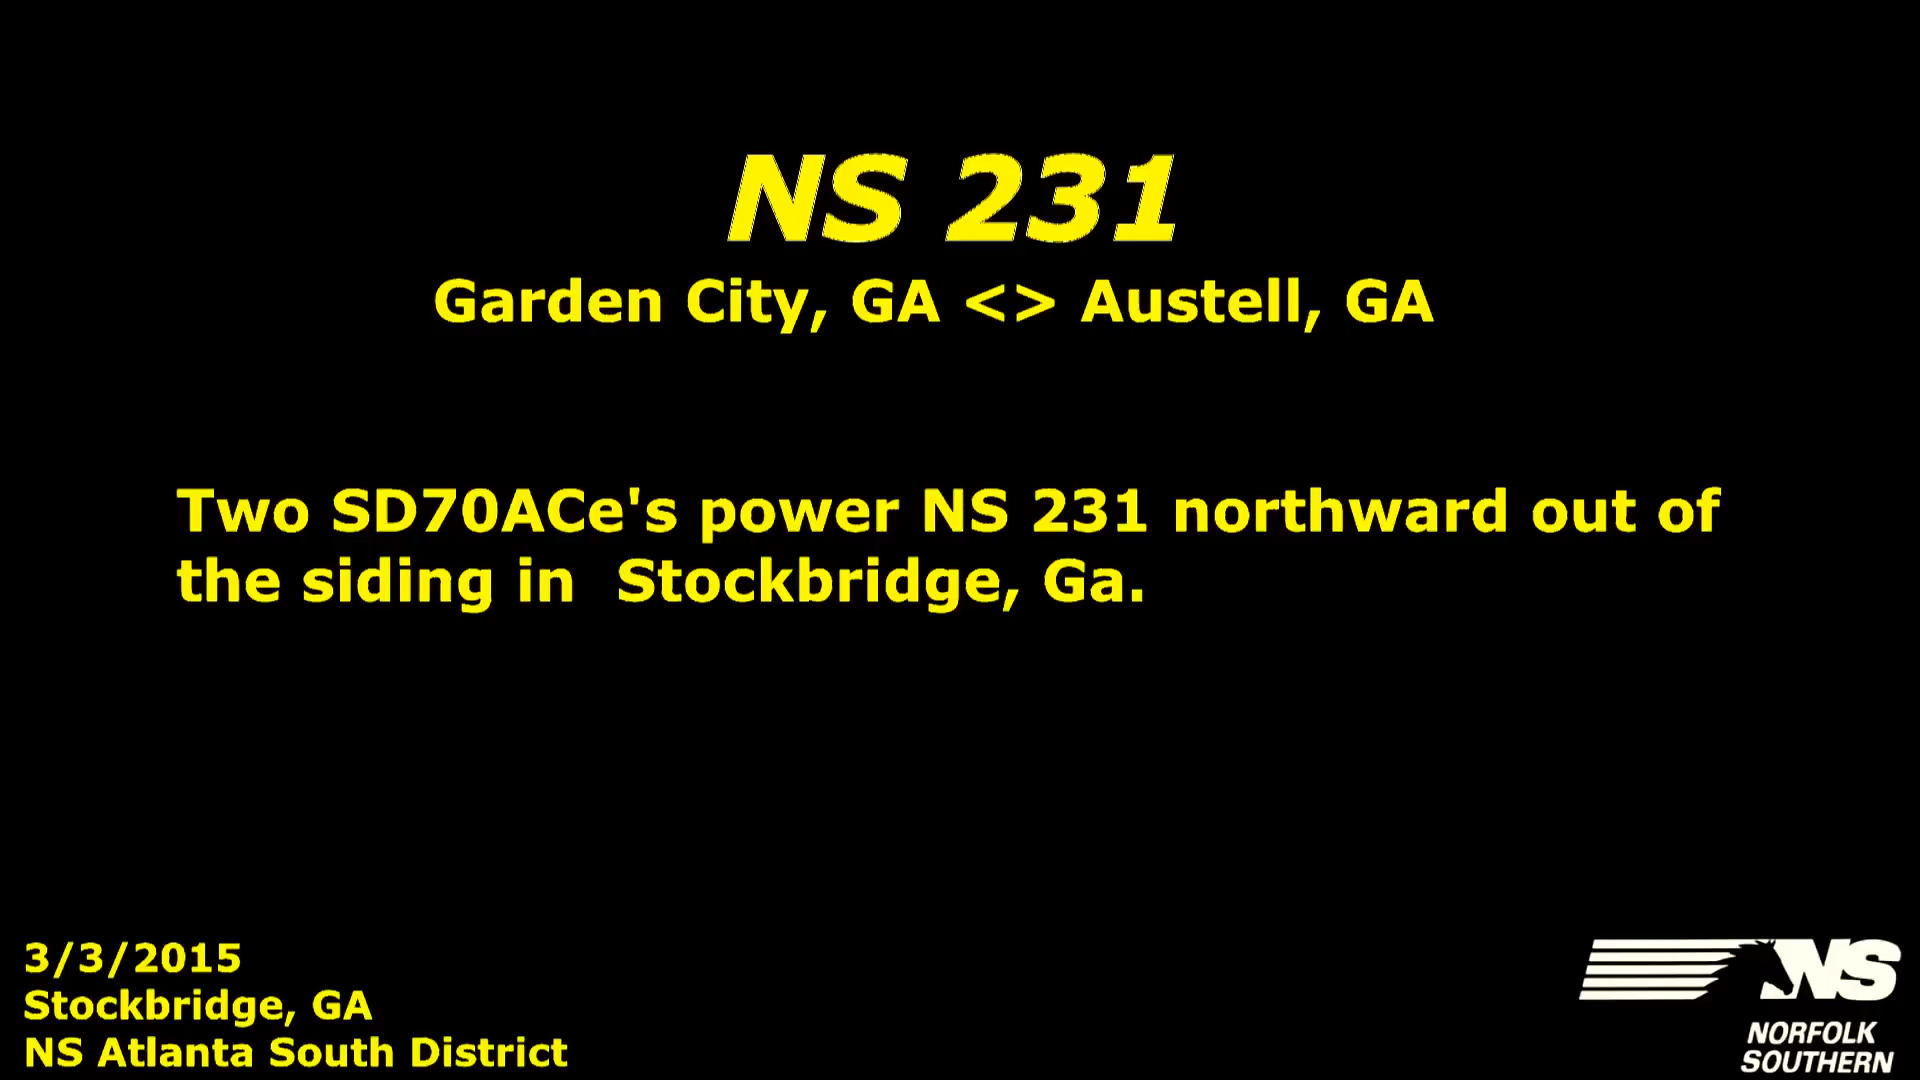 NS 231
Garden City, GA <> Austell, GA
Two SD70ACe's power NS 231 northward out of
the siding in  Stockbridge, Ga.
3/3/2015
Stockbridge, GA
NS Atlanta South District
NS
NORFOLK
SOUTHERN